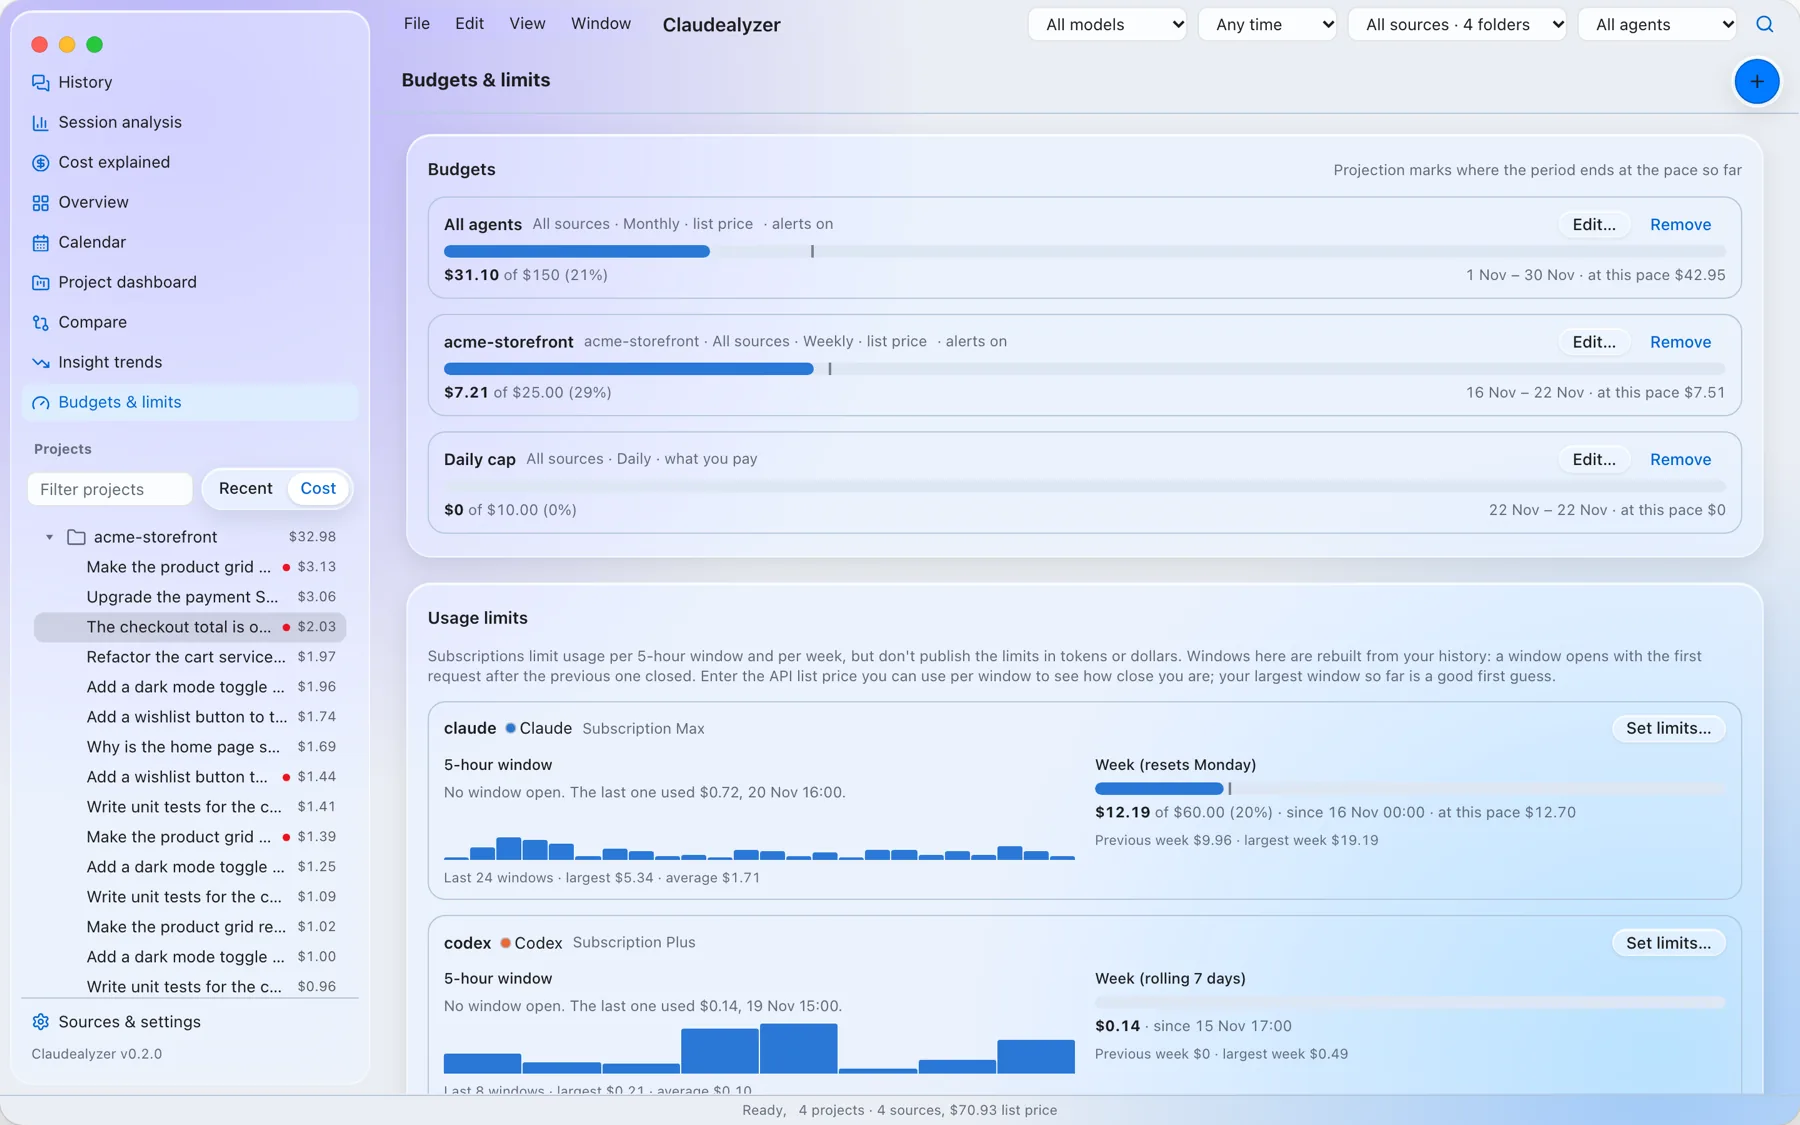 File Edit View Window Claudealyzer All models Any time All sources · 4 folders All agents
History
Session analysis
Cost explained
Overview
Calendar
Project dashboard
Compare
Insight trends
Budgets & limits
Projects
Filter projects Recent Cost
acme-storefront $32.98
Make the product grid ... $3.13
Upgrade the payment S... $3.06
The checkout total is o... $2.03
Refactor the cart service... $1.97
Add a dark mode toggle ... $1.96
Add a wishlist button to t... $1.74
Why is the home page s... $1.69
Add a wishlist button t... $1.44
Write unit tests for the c... $1.41
Make the product grid ... $1.39
Add a dark mode toggle ... $1.25
Write unit tests for the c... $1.09
Make the product grid re... $1.02
Add a dark mode toggle ... $1.00
Write unit tests for the c... $0.96
Sources & settings
Claudealyzer v0.2.0
Budgets & limits +
Budgets Projection marks where the period ends at the pace so far
All agents All sources · Monthly · list price · alerts on Edit... Remove
$31.10 of $150 (21%) 1 Nov – 30 Nov · at this pace $42.95
acme-storefront acme-storefront · All sources · Weekly · list price · alerts on Edit... Remove
$7.21 of $25.00 (29%) 16 Nov – 22 Nov · at this pace $7.51
Daily cap All sources · Daily · what you pay Edit... Remove
$0 of $10.00 (0%) 22 Nov – 22 Nov · at this pace $0
Usage limits
Subscriptions limit usage per 5-hour window and per week, but don't publish the limits in tokens or dollars. Windows here are rebuilt from your history: a window opens with the first
request after the previous one closed. Enter the API list price you can use per window to see how close you are; your largest window so far is a good first guess.
claude Claude Subscription Max Set limits...
5-hour window
No window open. The last one used $0.72, 20 Nov 16:00.
Last 24 windows · largest $5.34 · average $1.71
Week (resets Monday)
$12.19 of $60.00 (20%) · since 16 Nov 00:00 · at this pace $12.70
Previous week $9.96 · largest week $19.19
codex Codex Subscription Plus Set limits...
5-hour window
No window open. The last one used $0.14, 19 Nov 15:00.
Last 8 windows · largest $0.21 · average $0.10
Week (rolling 7 days)
$0.14 · since 15 Nov 17:00
Previous week $0 · largest week $0.49
Ready, 4 projects · 4 sources, $70.93 list price